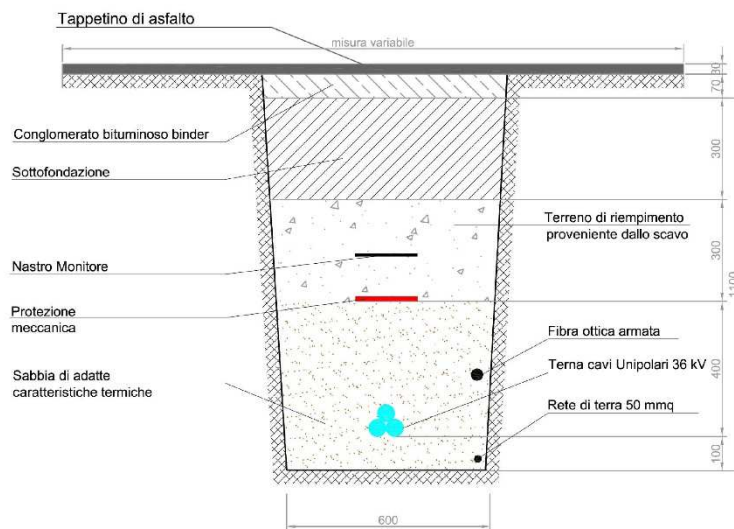 Tappetino di asfalto
misura variabile
30
70
Conglomerato bituminoso binder
Sottofondazione
300
Terreno di riempimento
proveniente dallo scavo
300
Nastro Monitore
1100
Protezione
meccanica
Fibra ottica armata
Terna cavi Unipolari 36 kV
400
Sabbia di adatte
caratteristiche termiche
Rete di terra 50 mmq
100
600